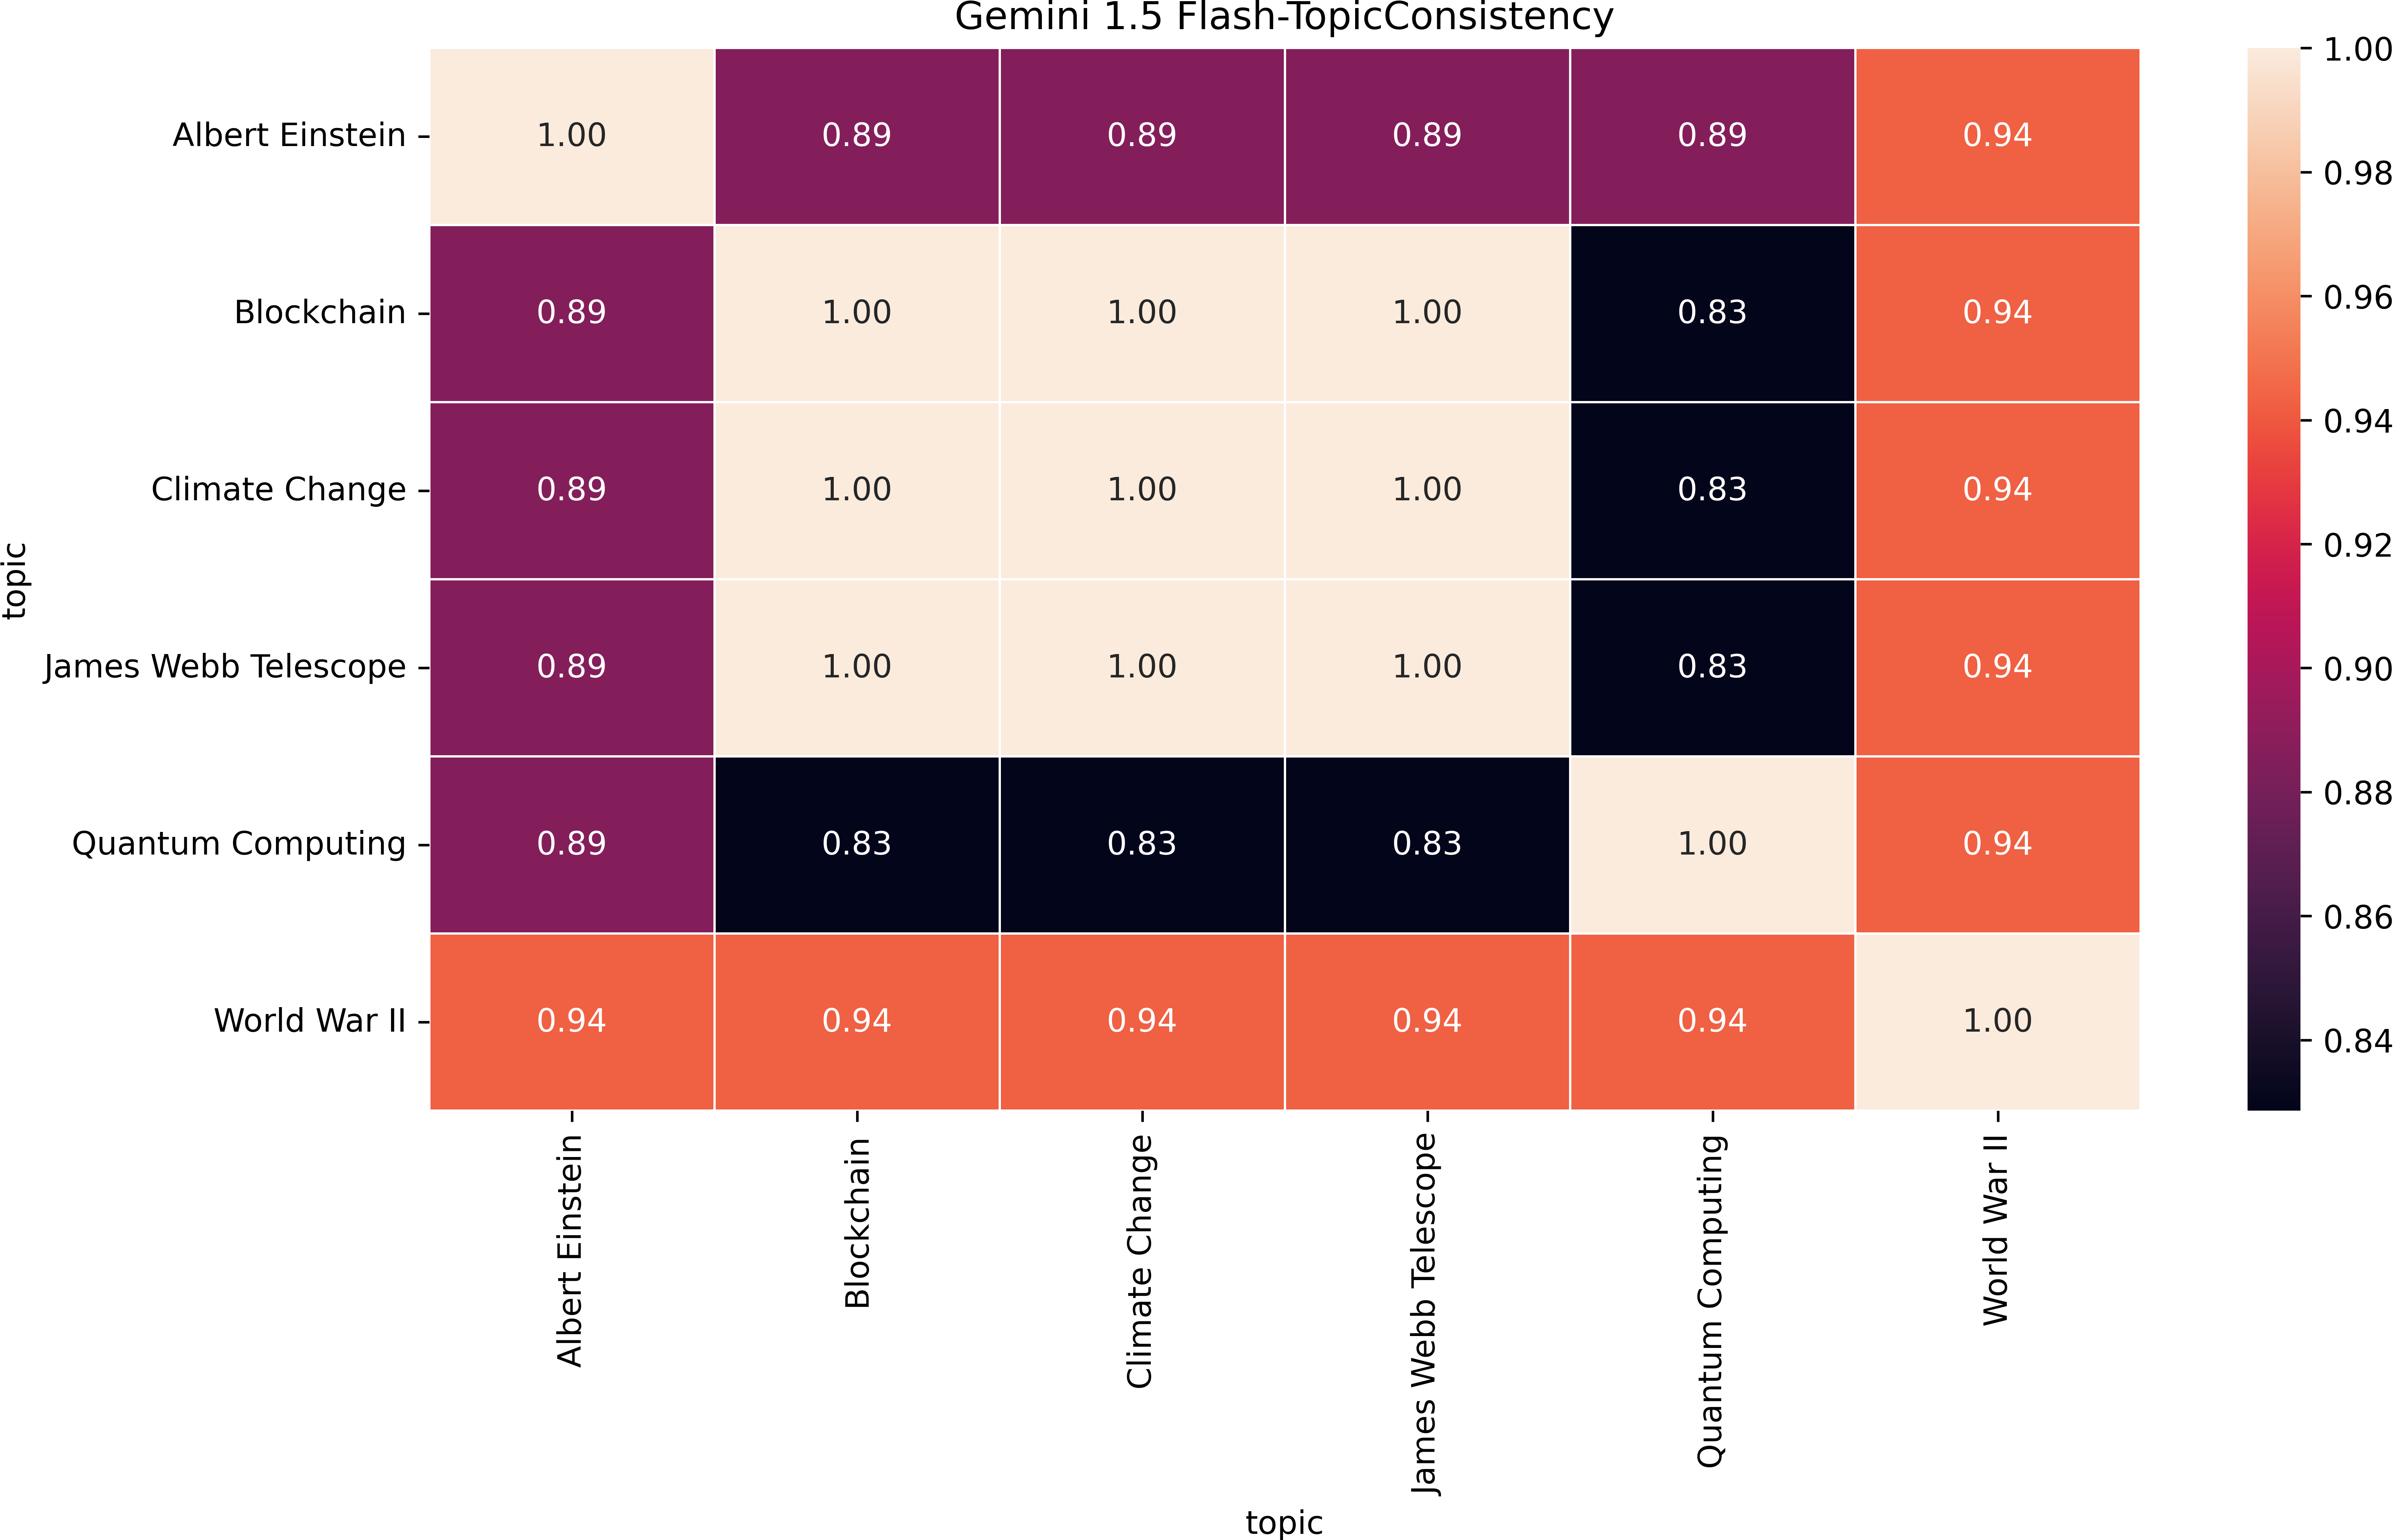 Gemini 1.5 Flash-TopicConsistency
Albert Einstein 1.00 0.89 0.89 0.89 0.89 0.94
Blockchain 0.89 1.00 1.00 1.00 0.83 0.94
Climate Change 0.89 1.00 1.00 1.00 0.83 0.94
James Webb Telescope 0.89 1.00 1.00 1.00 0.83 0.94
Quantum Computing 0.89 0.83 0.83 0.83 1.00 0.94
World War II 0.94 0.94 0.94 0.94 0.94 1.00
topic
Albert Einstein
Blockchain
Climate Change
James Webb Telescope
Quantum Computing
World War II
topic
1.00
0.98
0.96
0.94
0.92
0.90
0.88
0.86
0.84